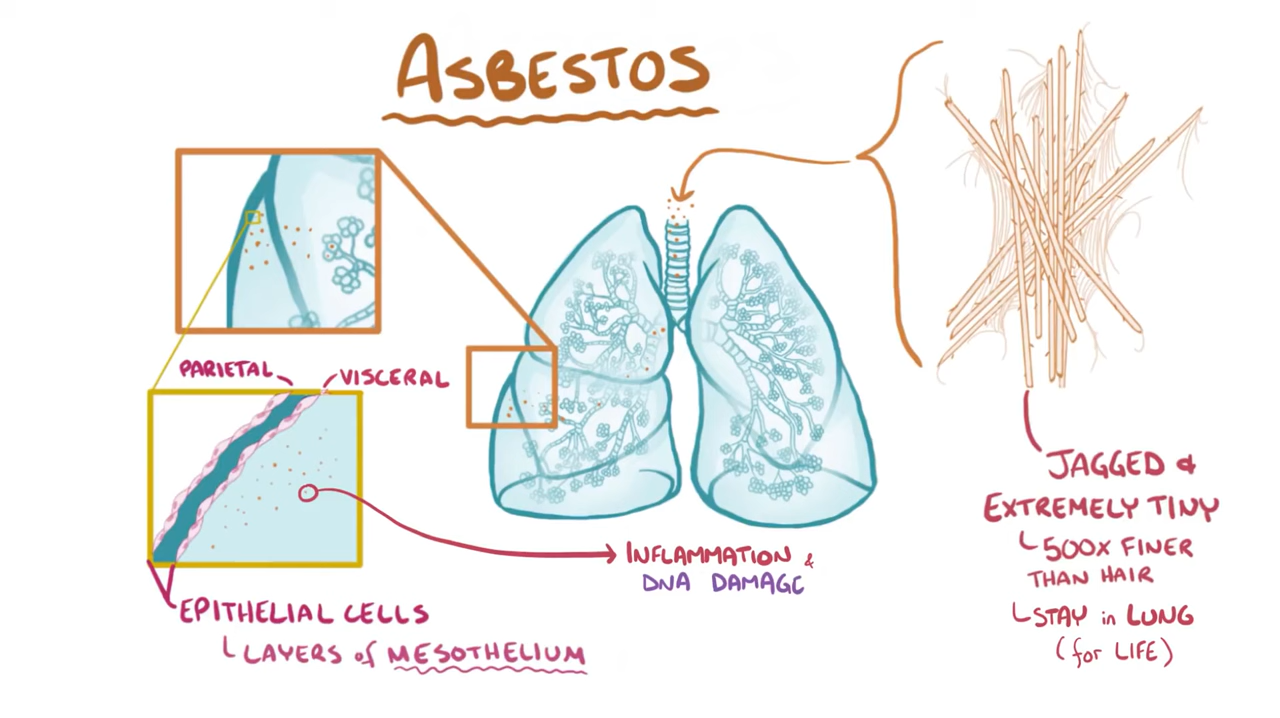 ASBESTOS
PARIETAL
VISCERAL
EPITHELIAL CELLS
LAYERS of MESOTHELIUM
INFLAMMATION &
DNA DAMAGE
JAGGED &
EXTREMELY TINY
500X FINER
THAN HAIR
STAY in LUNG
(for LIFE)